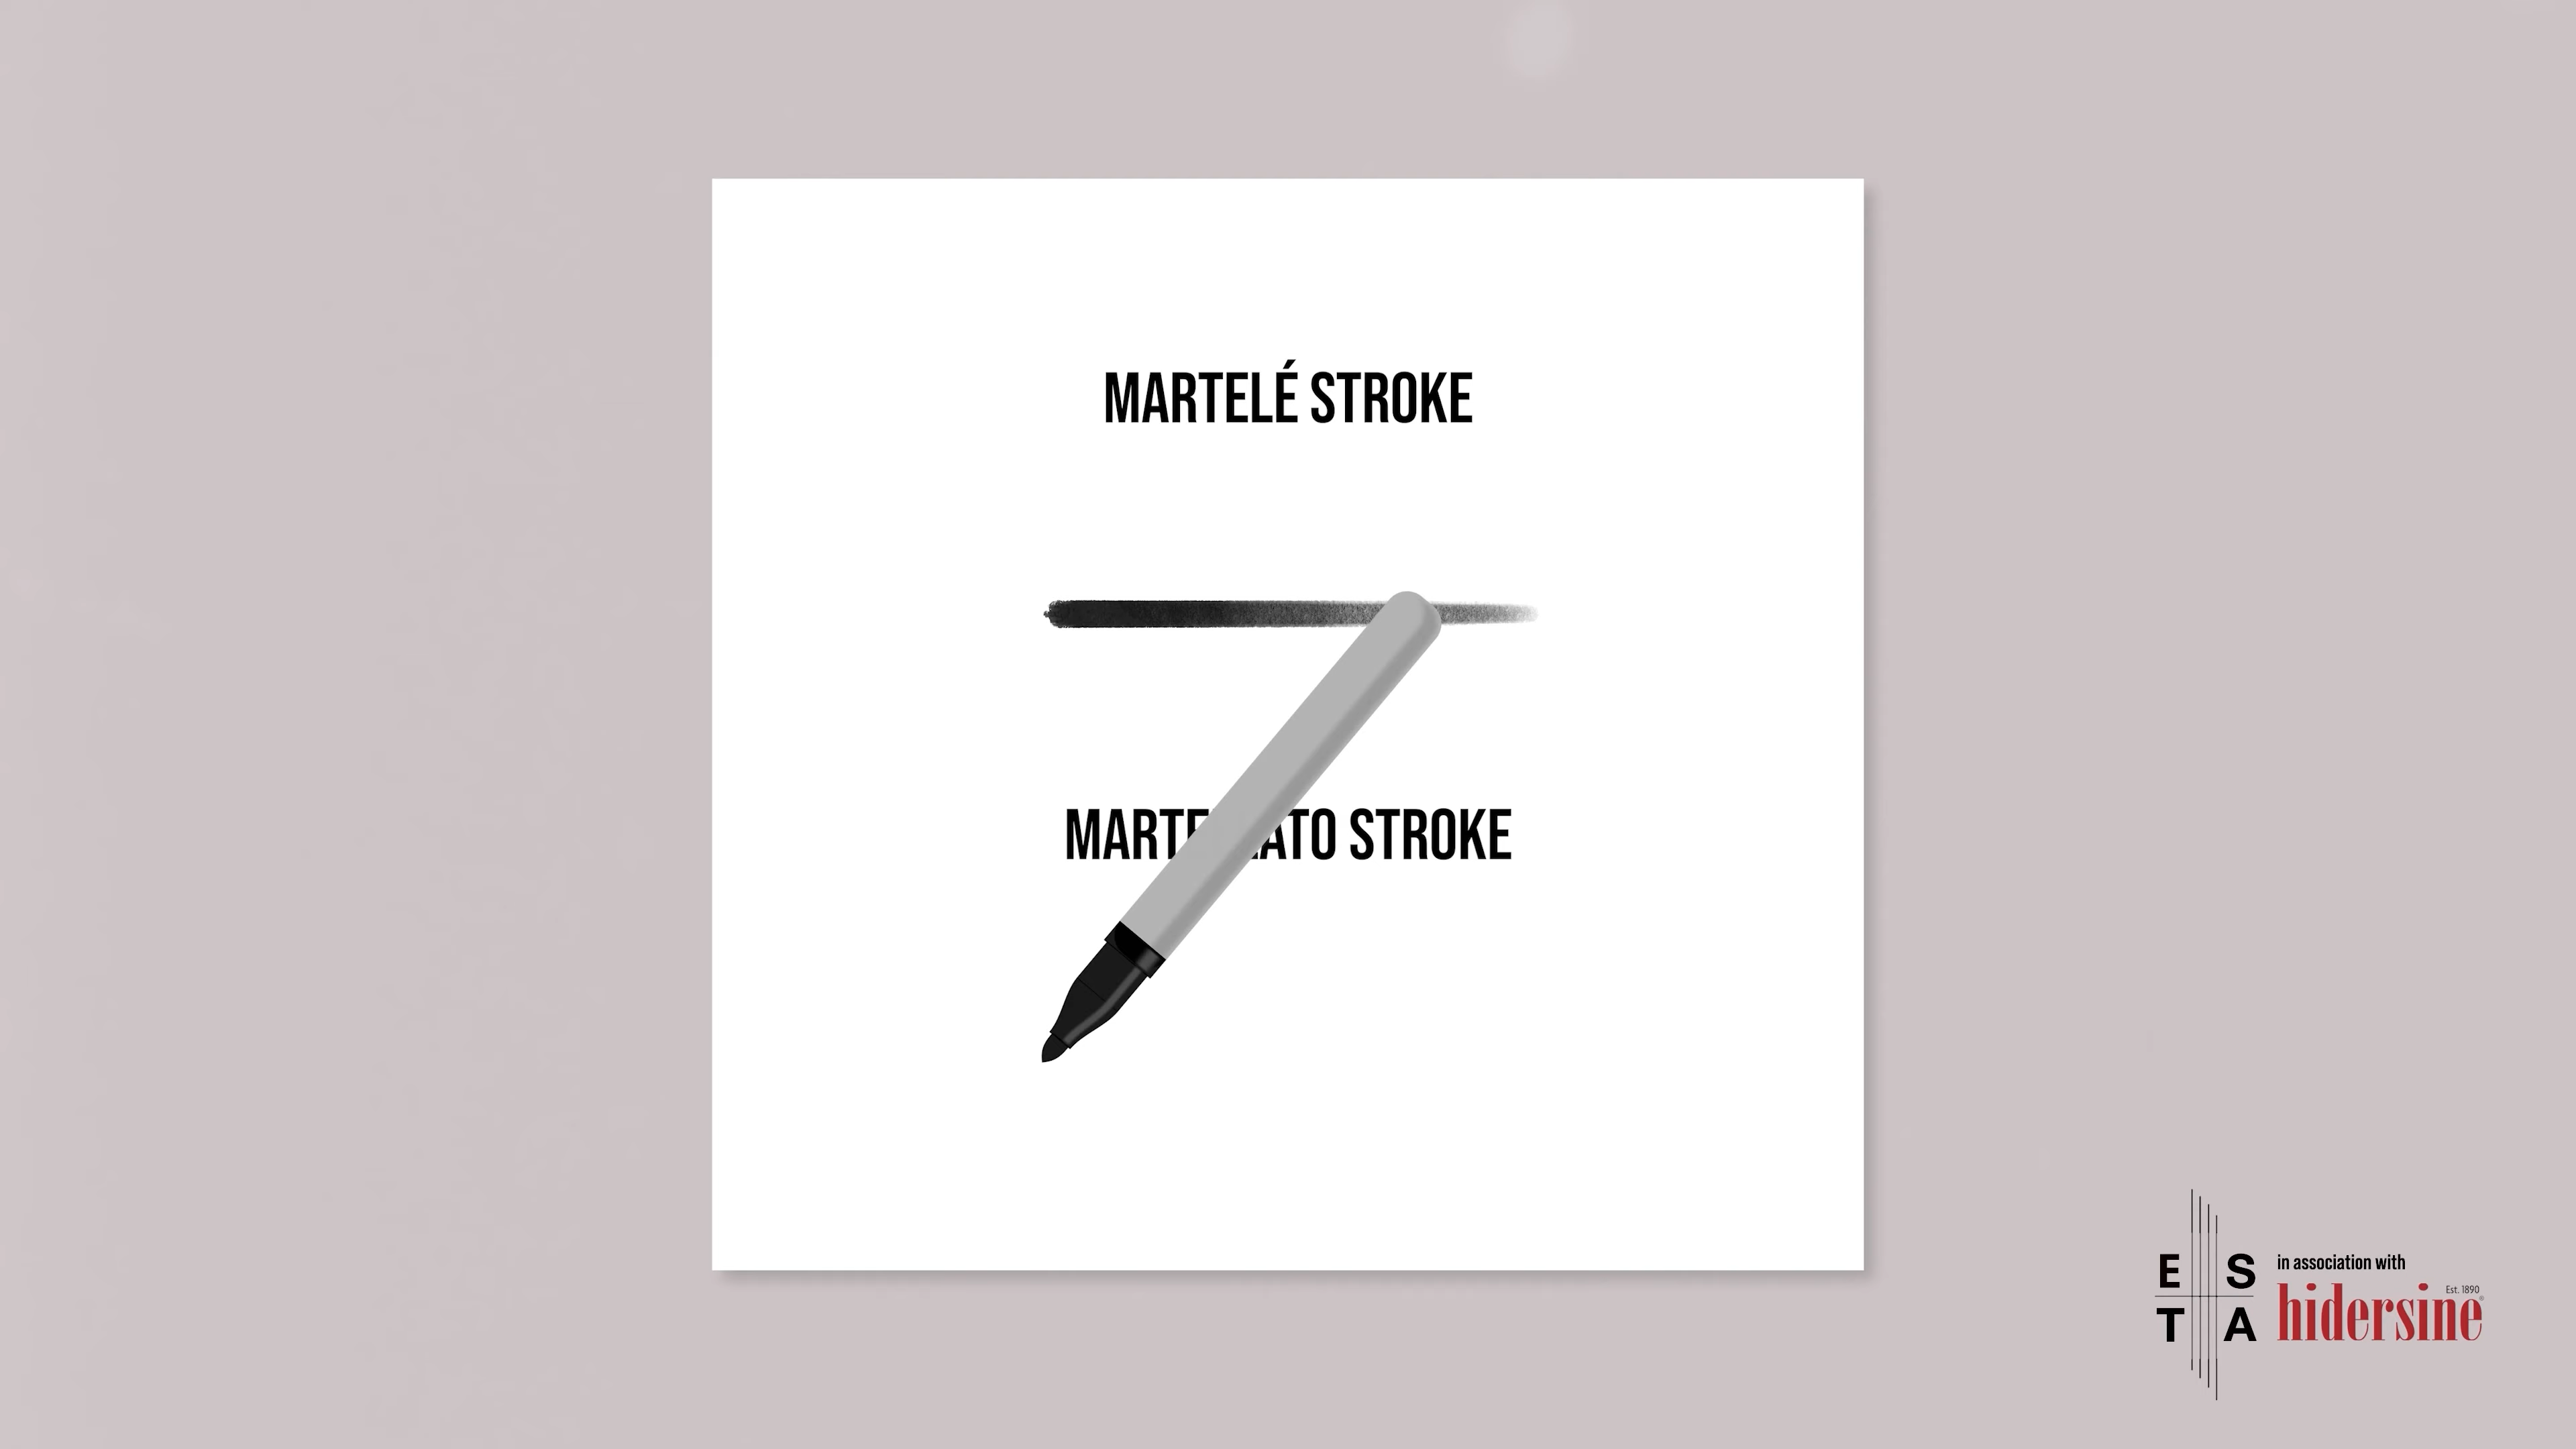 MARTELÉ STROKE
STROKE
E S
T A
in association with
Est. 1890
hidersine®